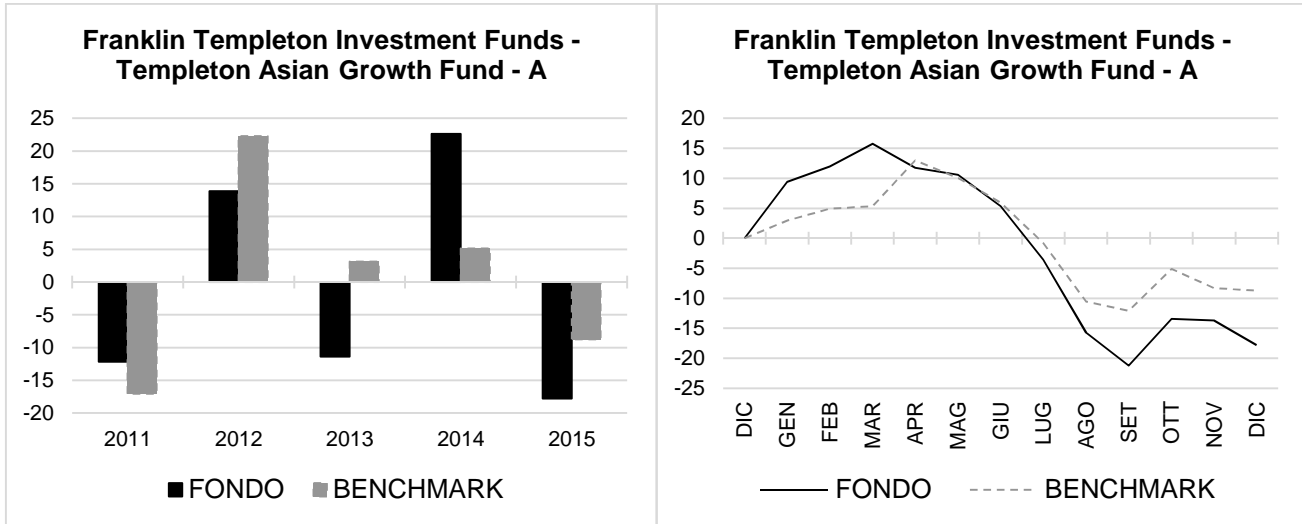 Franklin Templeton Investment Funds -
Templeton Asian Growth Fund - A
25
20
15
10
5
0
-5
-10
-15
-20
2011 2012 2013 2014 2015
FONDO BENCHMARK
Franklin Templeton Investment Funds -
Templeton Asian Growth Fund - A
20
15
10
5
0
-5
-10
-15
-20
-25
DIC
GEN
FEB
MAR
APR
MAG
GIU
LUG
AGO
SET
OTT
NOV
DIC
FONDO BENCHMARK